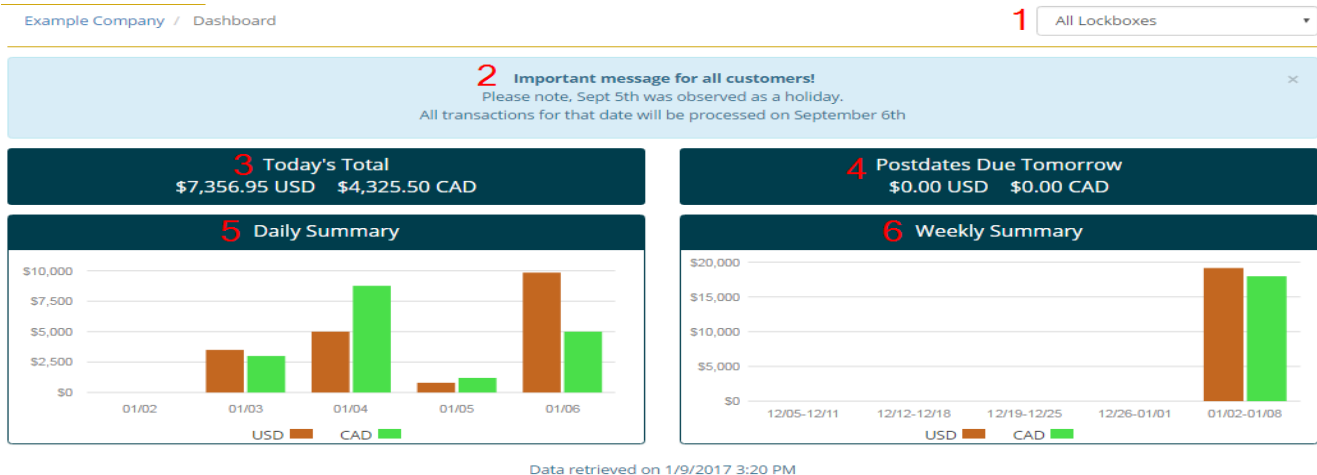 Example Company / Dashboard
1 All Lockboxes
2 Important message for all customers! ×
Please note, Sept 5th was observed as a holiday.
All transactions for that date will be processed on September 6th
3 Today's Total
$7,356.95 USD $4,325.50 CAD
4 Postdates Due Tomorrow
$0.00 USD $0.00 CAD
5 Daily Summary
$10,000
$7,500
$5,000
$2,500
$0
01/02 01/03 01/04 01/05 01/06
USD CAD
6 Weekly Summary
$20,000
$15,000
$10,000
$5,000
$0
12/05-12/11 12/12-12/18 12/19-12/25 12/26-01/01 01/02-01/08
USD CAD
Data retrieved on 1/9/2017 3:20 PM